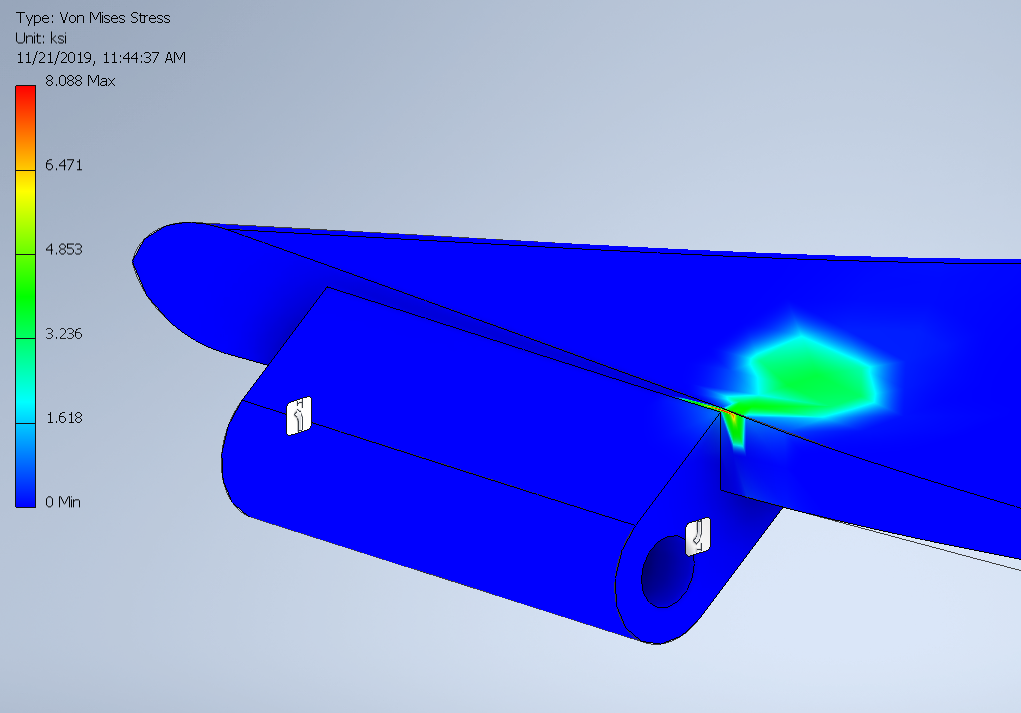 Type: Von Mises Stress
Unit: ksi
11/21/2019, 11:44:37 AM
8.088 Max
6.471
4.853
3.236
1.618
0 Min